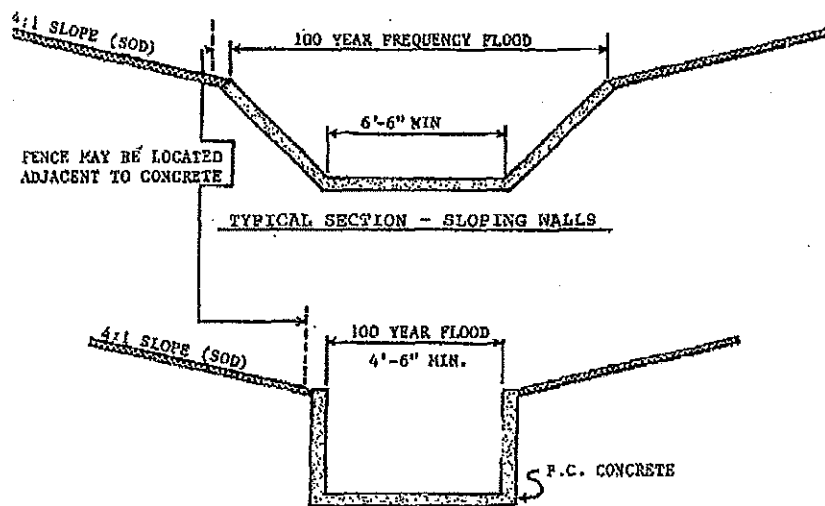 4:1 SLOPE (SOD)
100 YEAR FREQUENCY FLOOD
6'-6" MIN
FENCE MAY BE LOCATED
ADJACENT TO CONCRETE
TYPICAL SECTION - SLOPING WALLS
4:1 SLOPE (SOD)
100 YEAR FLOOD
4'-6" MIN.
P.C. CONCRETE